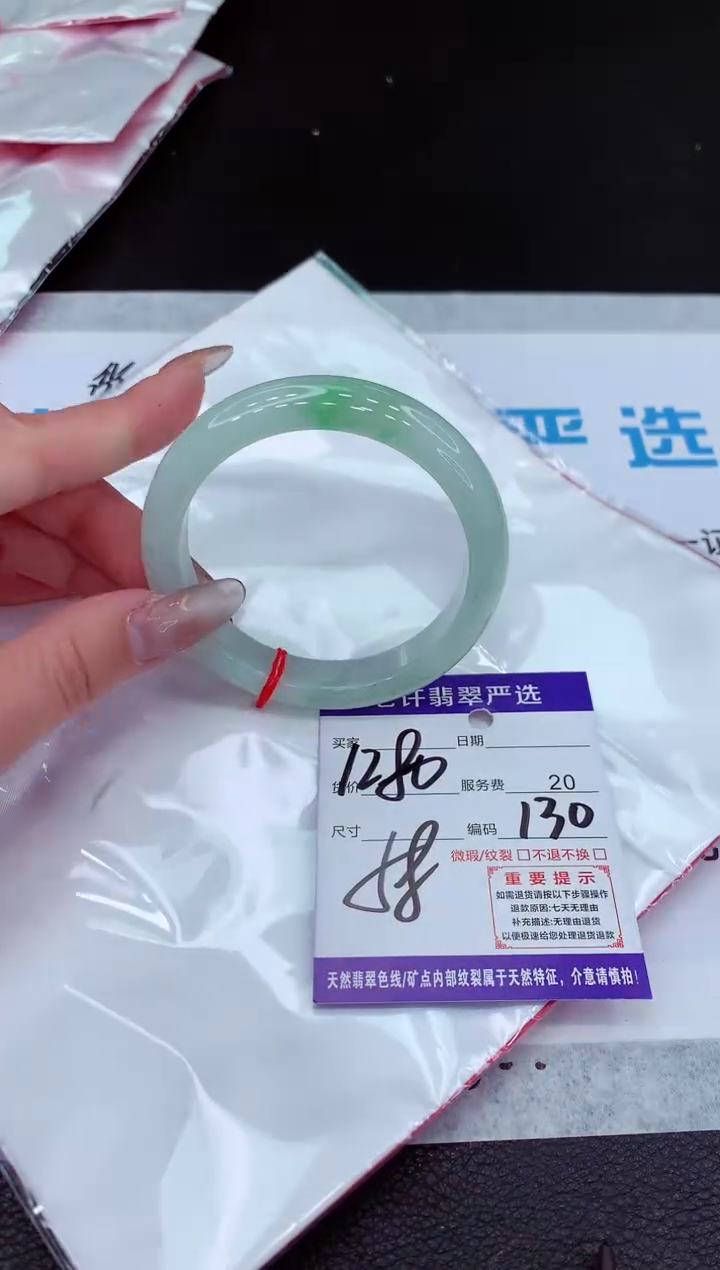 严选
证
老许翡翠严选
买家 日期
货价 1280 服务费 20
尺寸 58 编码 130
微瑕/纹裂 □不退不换 □
重要提示
如需退货请按以下步骤操作
退款原因:七天无理由
补充描述:无理由退货
以便极速给您处理退货退款
天然翡翠色线/矿点内部纹裂属于天然特征，介意请慎拍!